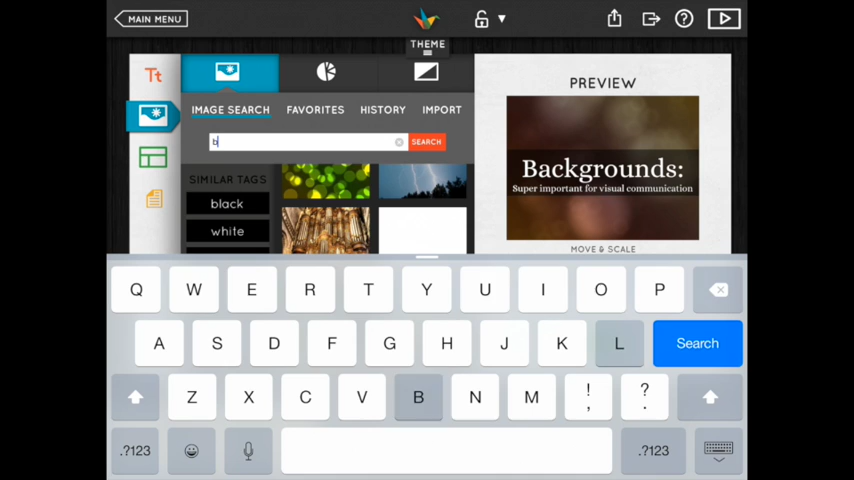 MAIN MENU
THEME
Tt
IMAGE SEARCH
FAVORITES
HISTORY
IMPORT
b
SEARCH
SIMILAR TAGS
black
white
PREVIEW
Backgrounds:
Super important for visual communication
MOVE & SCALE
Q W E R T Y U I O P
A S D F G H J K L Search
Z X C V B N M ! , ? .
.?123 .?123